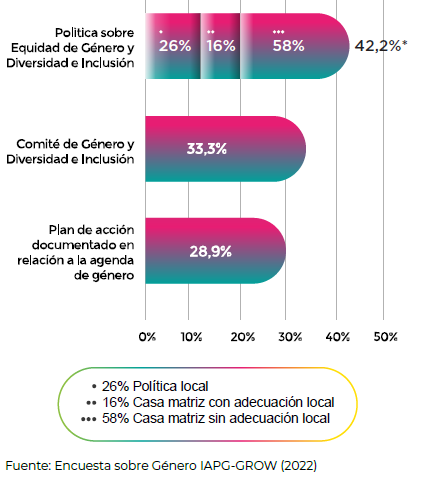 Politica sobre
Equidad de Género y
Diversidad e Inclusión
• 26%
•• 16%
••• 58%
42,2%*
Comité de Género y
Diversidad e Inclusión
33,3%
Plan de acción
documentado en
relación a la agenda
de género
28,9%
0% 10% 20% 30% 40% 50%
• 26% Política local
•• 16% Casa matriz con adecuación local
••• 58% Casa matriz sin adecuación local
Fuente: Encuesta sobre Género IAPG-GROW (2022)